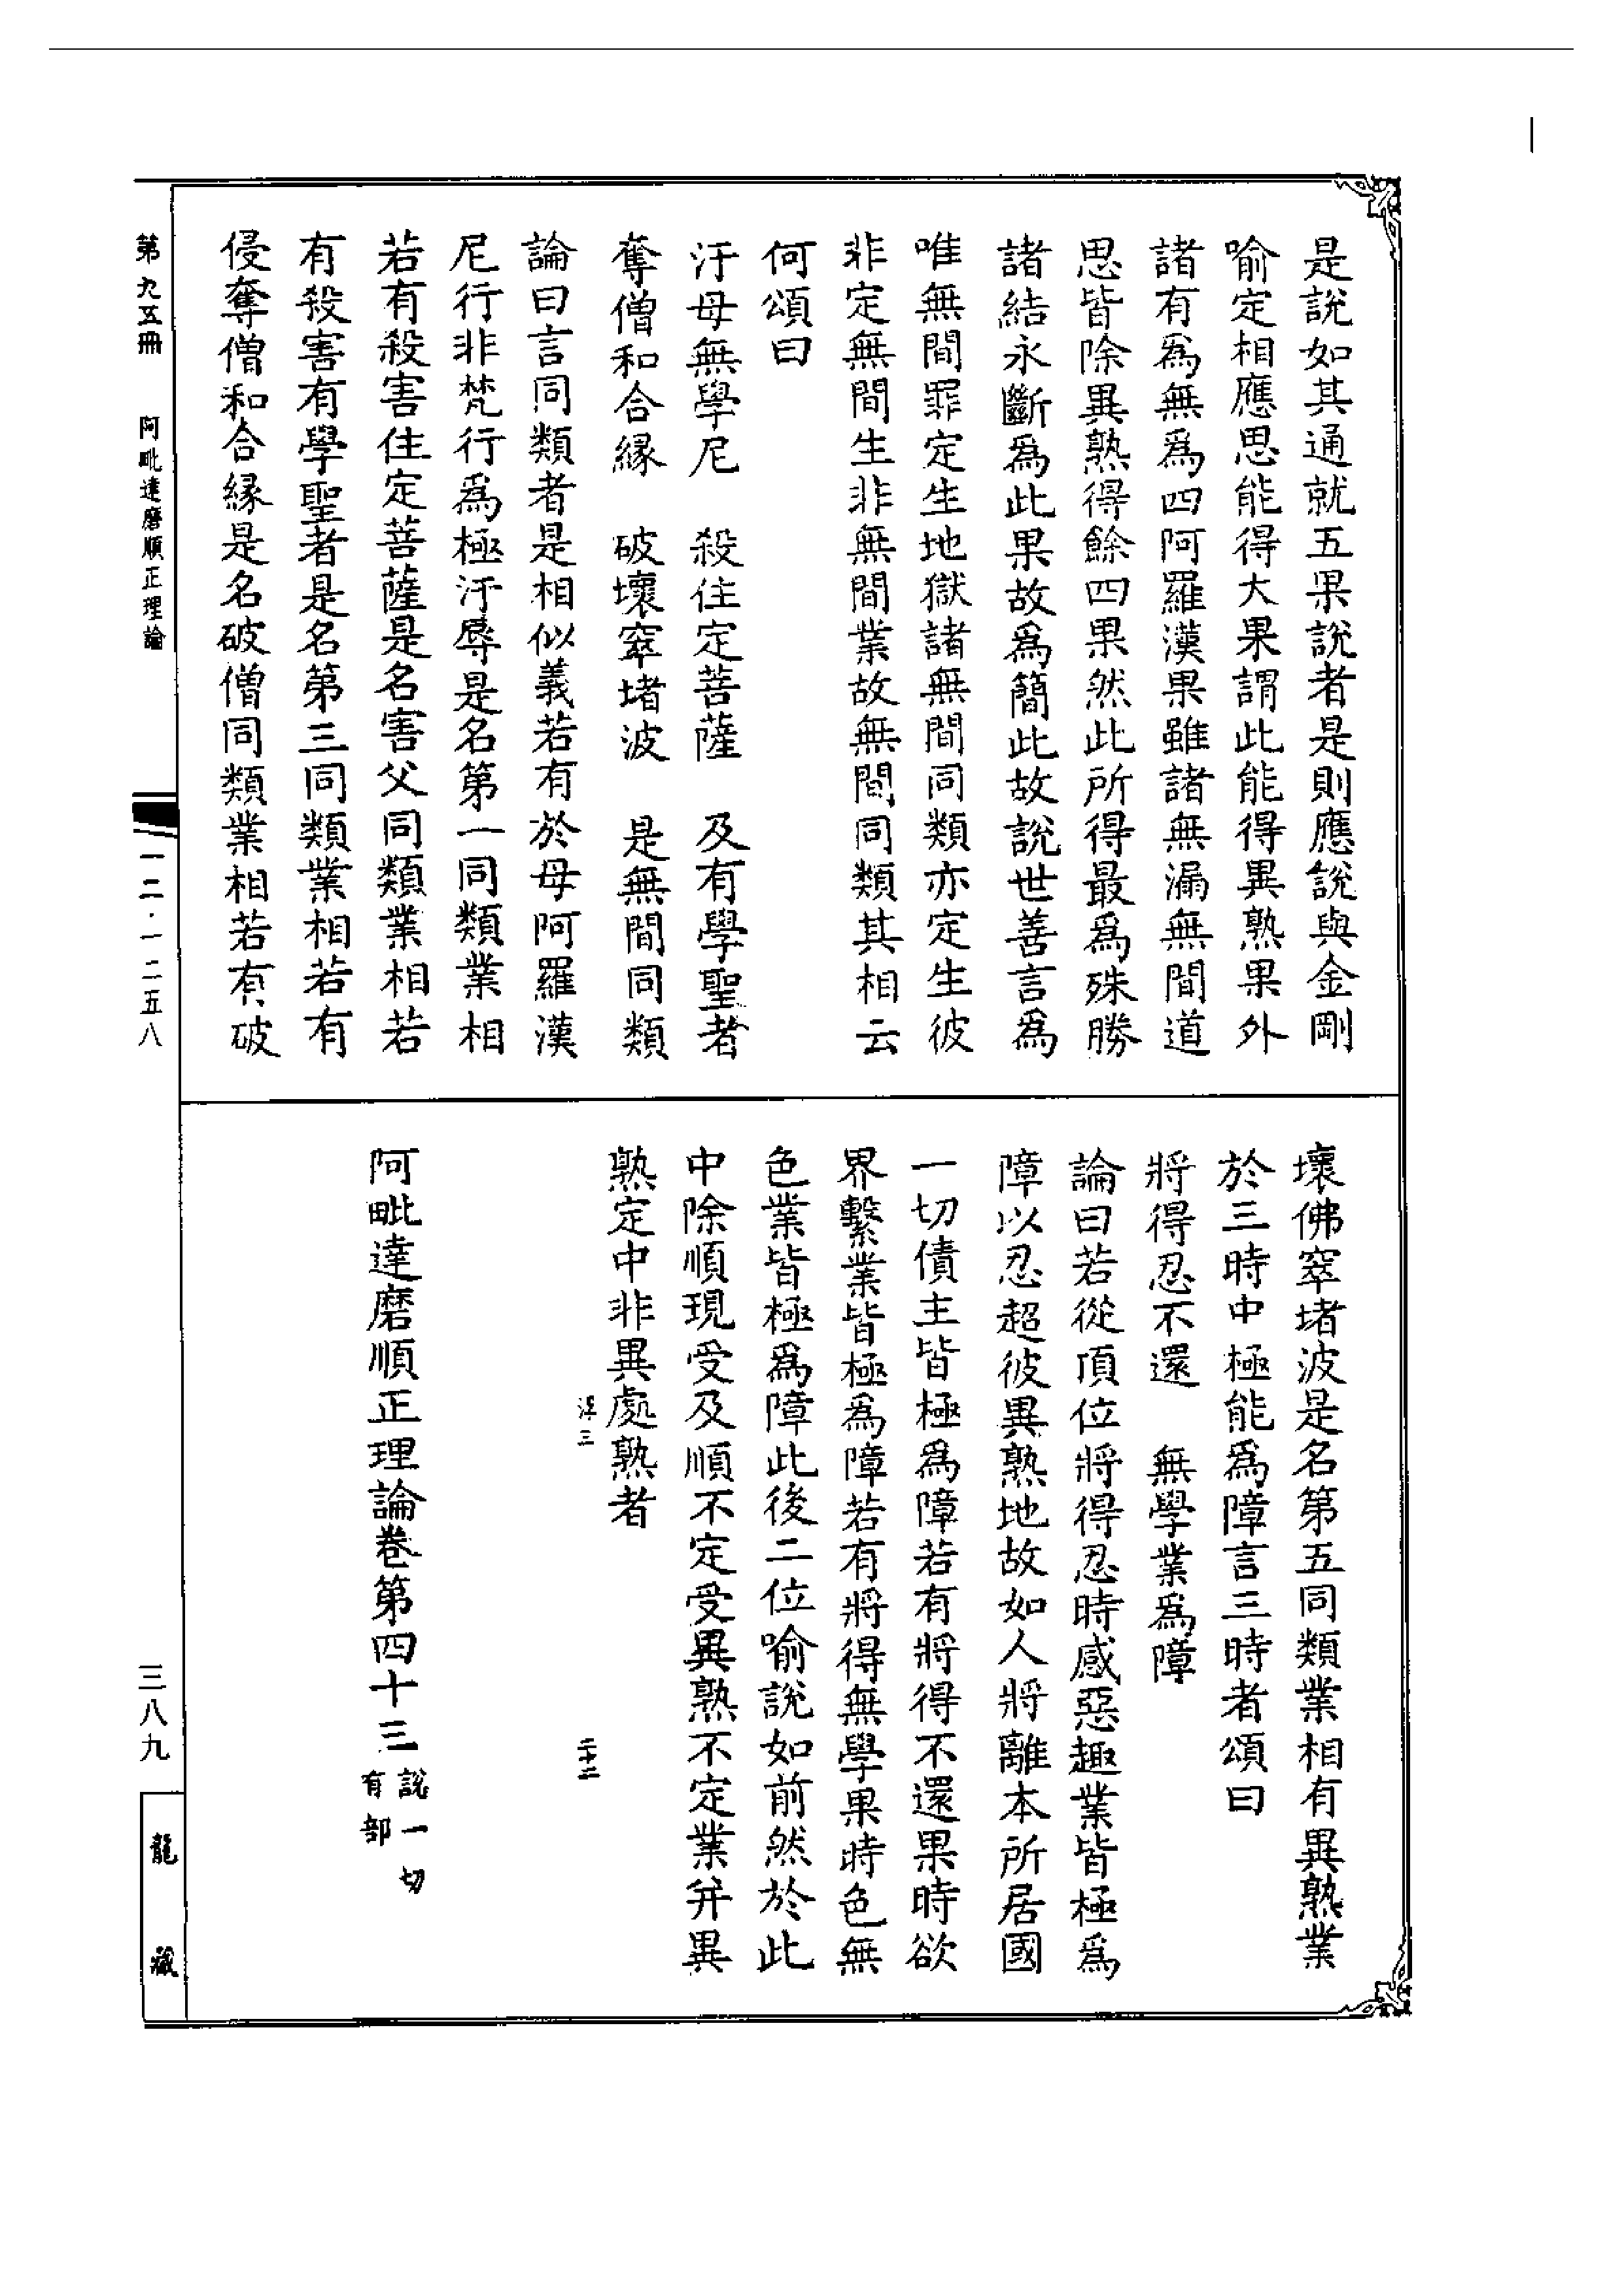 是說如其通就五果說者是則應說與金剛
喻定相應思能得大果謂此能得異熟果外
諸有爲無爲四阿羅漢果雖諸無漏無間道
思皆除異熟得餘四果然此所得最爲殊勝
諸結永斷爲此果故爲簡此故說世善言爲
唯無間罪定生地獄諸無間同類亦定生彼
非定無間生非無間業故無間同類其相云
何頌曰
汙母無學尼　殺住定菩薩　及有學聖者
奪僧和合縁　破壞窣堵波　是無間同類
論曰言同類者是相似義若有於母阿羅漢
尼行非梵行爲極汙辱是名第一同類業相
若有殺害住定菩薩是名害父同類業相若
有殺害有學聖者是名第三同類業相若有
侵奪僧和合縁是名破僧同類業相若有破
壞佛窣堵波是名第五同類業相有異熟業
於三時中極能爲障言三時者頌曰
將得忍不還　無學業爲障
論曰若從頂位將得忍時感惡趣業皆極爲
障以忍超彼異熟地故如人將離本所居國
一切債主皆極爲障若有將得不還果時欲
界繫業皆極爲障若有將得無學果時色無
色業皆極爲障此後二位喻說如前然於此
中除順現受及順不定受異熟不定業并異
熟定中非異處熟者
三
二十二
阿毗達磨順正理論卷第四十三
說一切
有部
第九五冊
阿毗達磨順正理論
一二·一二五八
三八九
龍藏